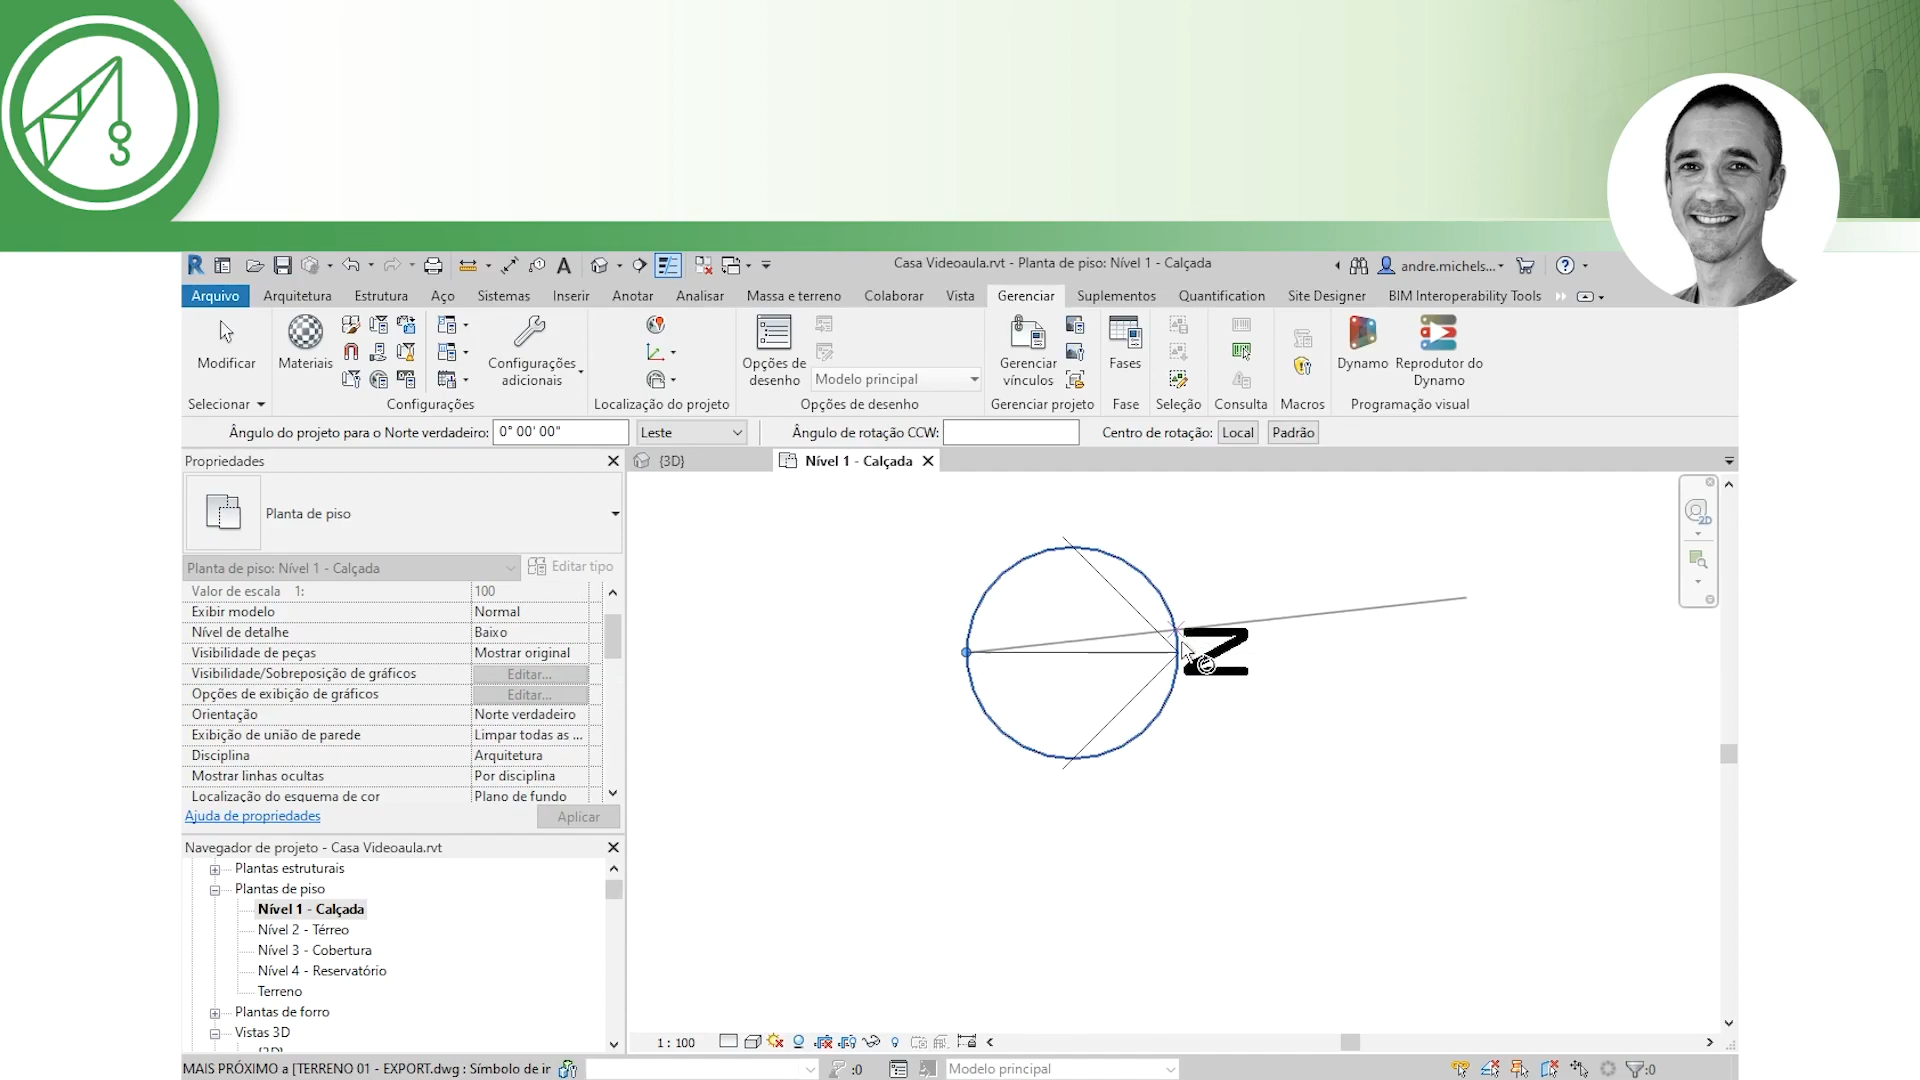 Casa Videoaula.rvt - Planta de piso: Nível 1 - Calçada
andre.michels...
Arquivo Arquitetura Estrutura Aço Sistemas Inserir Anotar Analisar Massa e terreno Colaborar Vista Gerenciar Suplementos Quantification Site Designer BIM Interoperability Tools
Modificar
Materiais
Configurações
adicionais
Opções de
desenho
Modelo principal
Gerenciar
vínculos
Fases
Dynamo
Reprodutor do
Dynamo
Selecionar Configurações Localização do projeto Opções de desenho Gerenciar projeto Fase Seleção Consulta Macros Programação visual
Ângulo do projeto para o Norte verdadeiro: 0° 00' 00" Leste Ângulo de rotação CCW: Centro de rotação: Local Padrão
Propriedades
{3D}
Nível 1 - Calçada
Planta de piso
Planta de piso: Nível 1 - Calçada
Editar tipo
Valor de escala 1: 100
Exibir modelo Normal
Nível de detalhe Baixo
Visibilidade de peças Mostrar original
Visibilidade/Sobreposição de gráficos Editar...
Opções de exibição de gráficos Editar...
Orientação Norte verdadeiro
Exibição de união de parede Limpar todas as ...
Disciplina Arquitetura
Mostrar linhas ocultas Por disciplina
Localização do esquema de cor Plano de fundo
Ajuda de propriedades Aplicar
Navegador de projeto - Casa Videoaula.rvt
Plantas estruturais
Plantas de piso
Nível 1 - Calçada
Nível 2 - Térreo
Nível 3 - Cobertura
Nível 4 - Reservatório
Terreno
Plantas de forro
Vistas 3D
{3D}
N
2D
1 : 100
MAIS PRÓXIMO a [TERRENO 01 - EXPORT.dwg : Símbolo de ir
:0
Modelo principal
:0